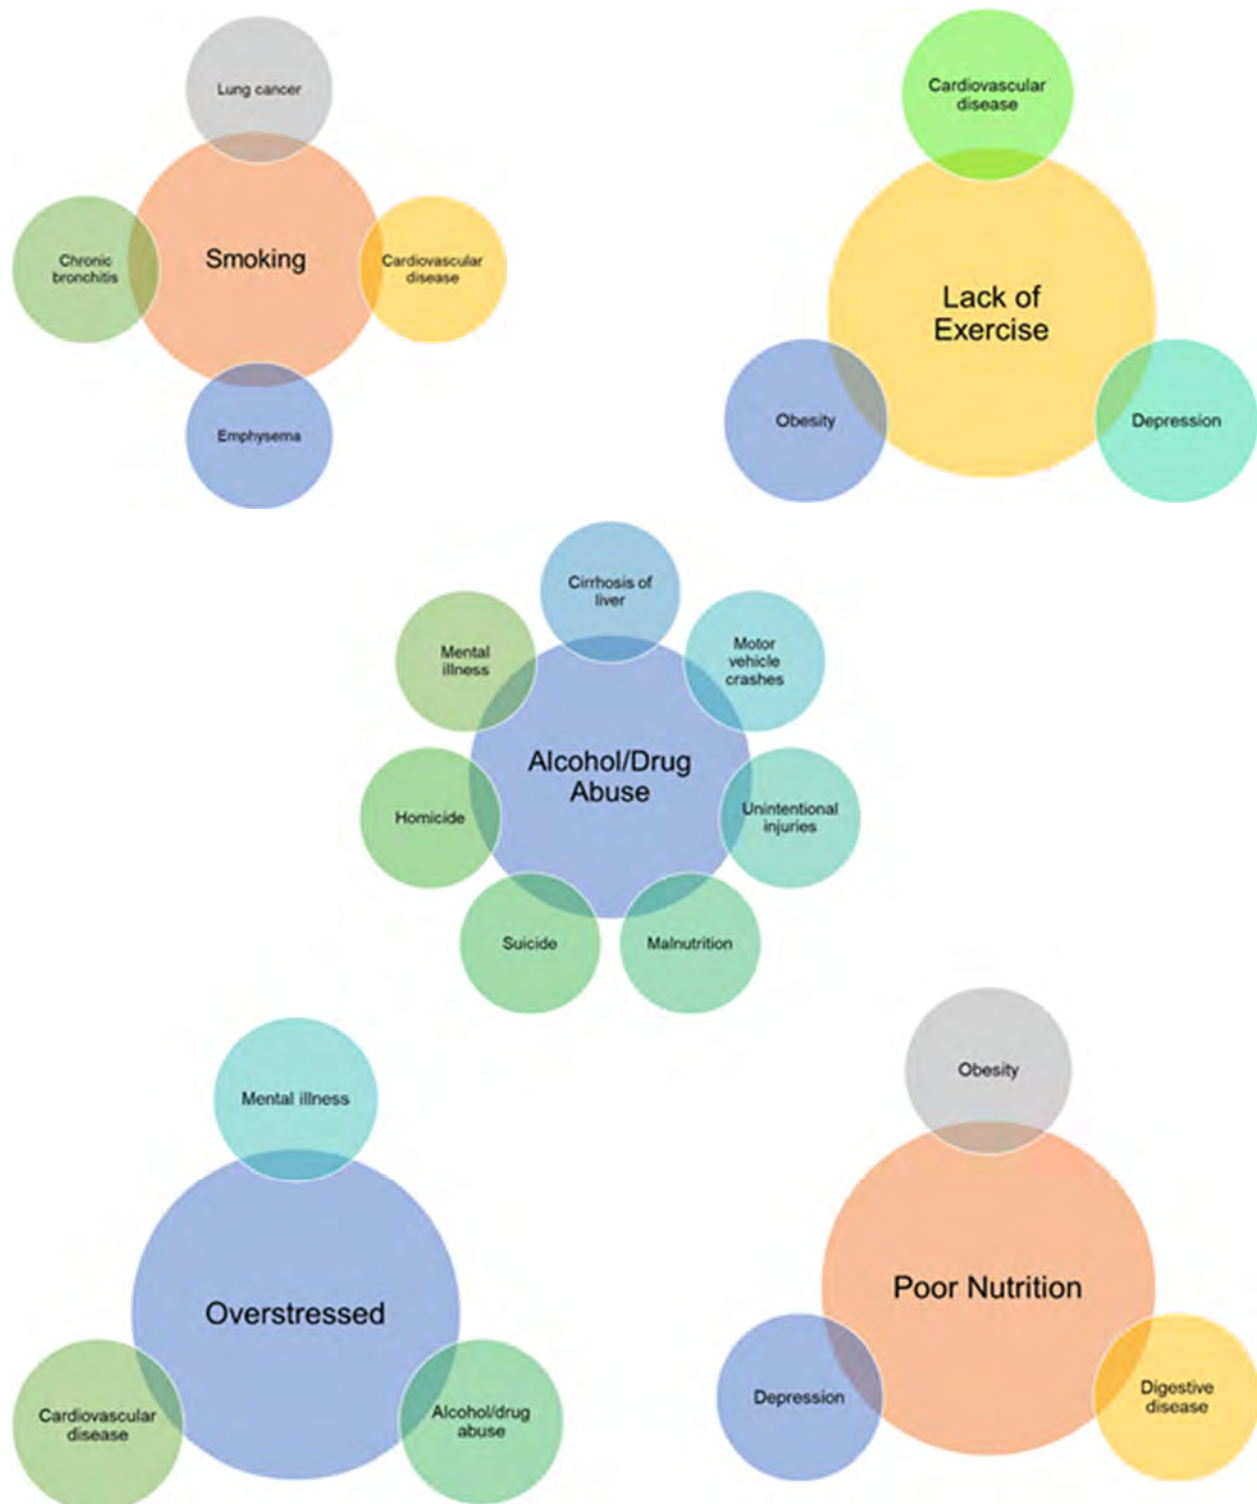 Lung cancer
Chronic
bronchitis
Smoking
Cardiovascular
disease
Emphysema
Cardiovascular
disease
Lack of
Exercise
Obesity
Depression
Cirrhosis of
liver
Mental
illness
Motor
vehicle
crashes
Alcohol/Drug
Abuse
Homicide
Unintentional
injuries
Suicide
Malnutrition
Mental illness
Overstressed
Cardiovascular
disease
Alcohol/drug
abuse
Obesity
Poor Nutrition
Depression
Digestive
disease